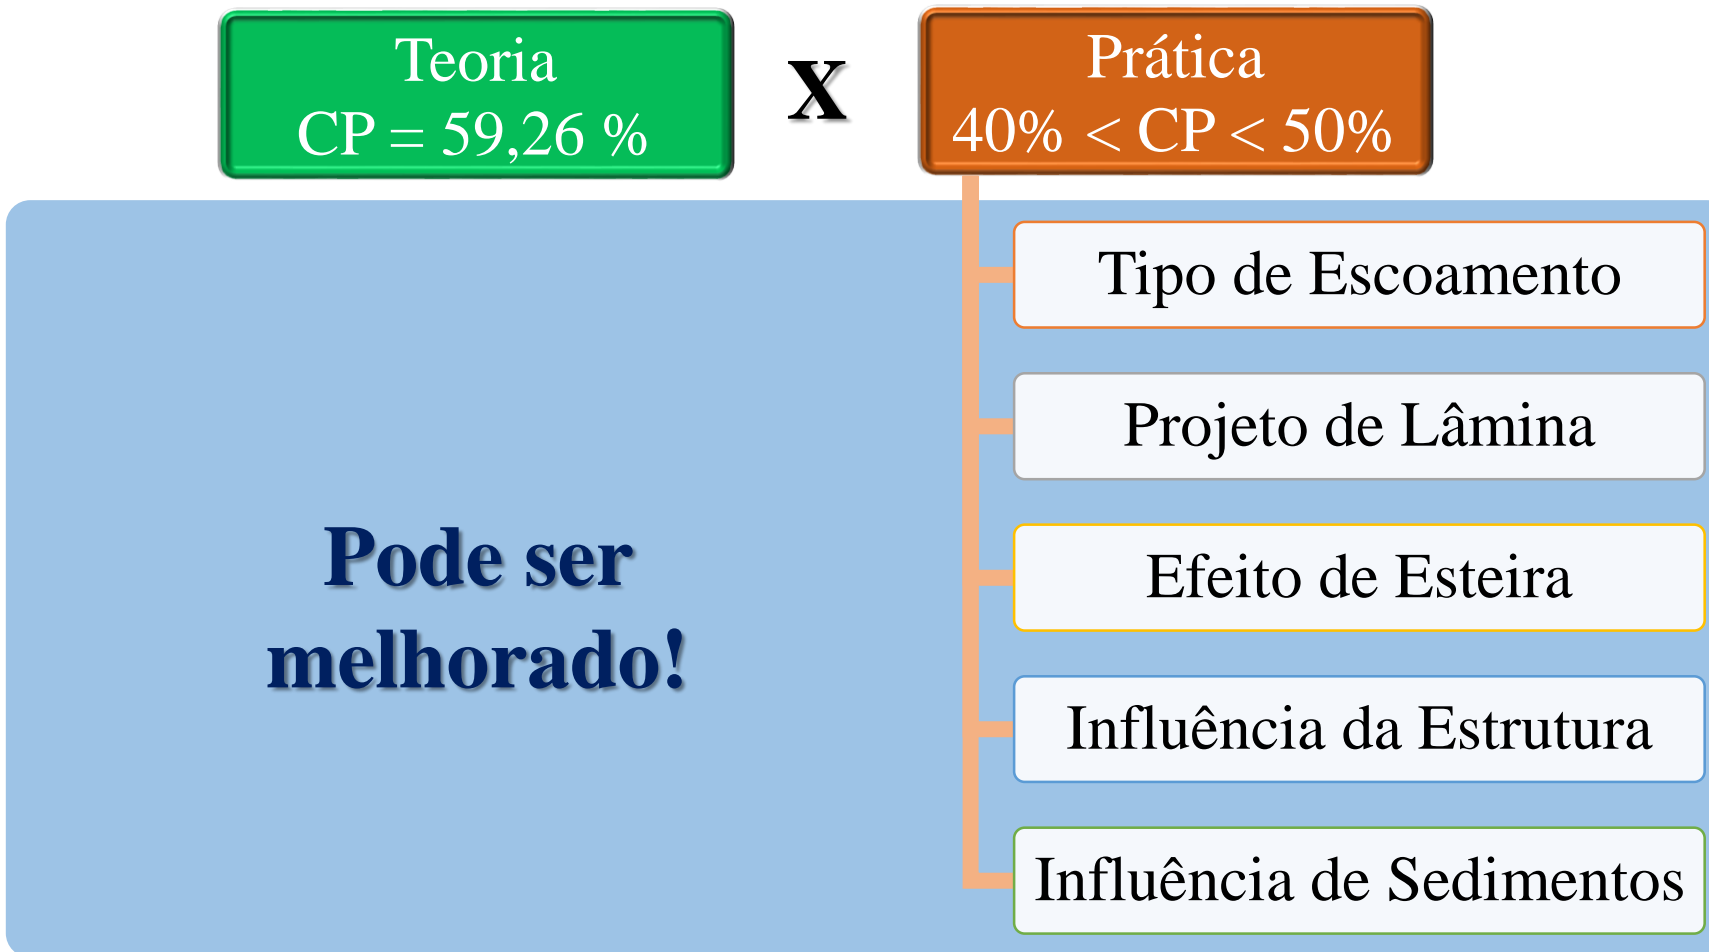 Teoria
CP = 59,26 %
x
Prática
40% < CP < 50%
Tipo de Escoamento
Projeto de Lâmina
Efeito de Esteira
Influência da Estrutura
Influência de Sedimentos
Pode ser
melhorado!